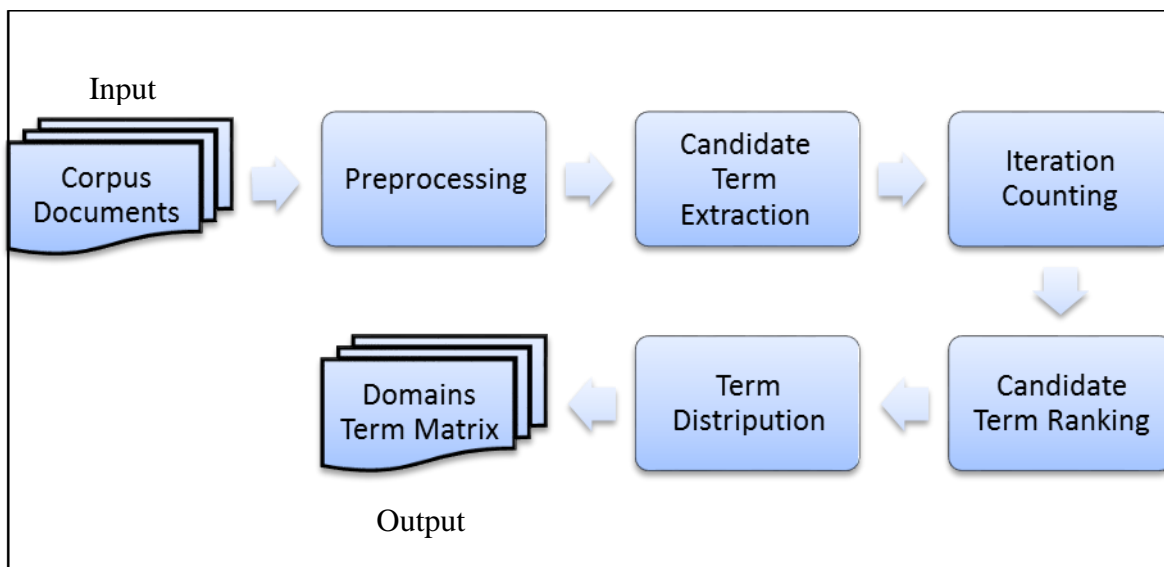 Input
Corpus
Documents
Preprocessing
Candidate
Term
Extraction
Iteration
Counting
Candidate
Term Ranking
Term
Distripution
Domains
Term Matrix
Output